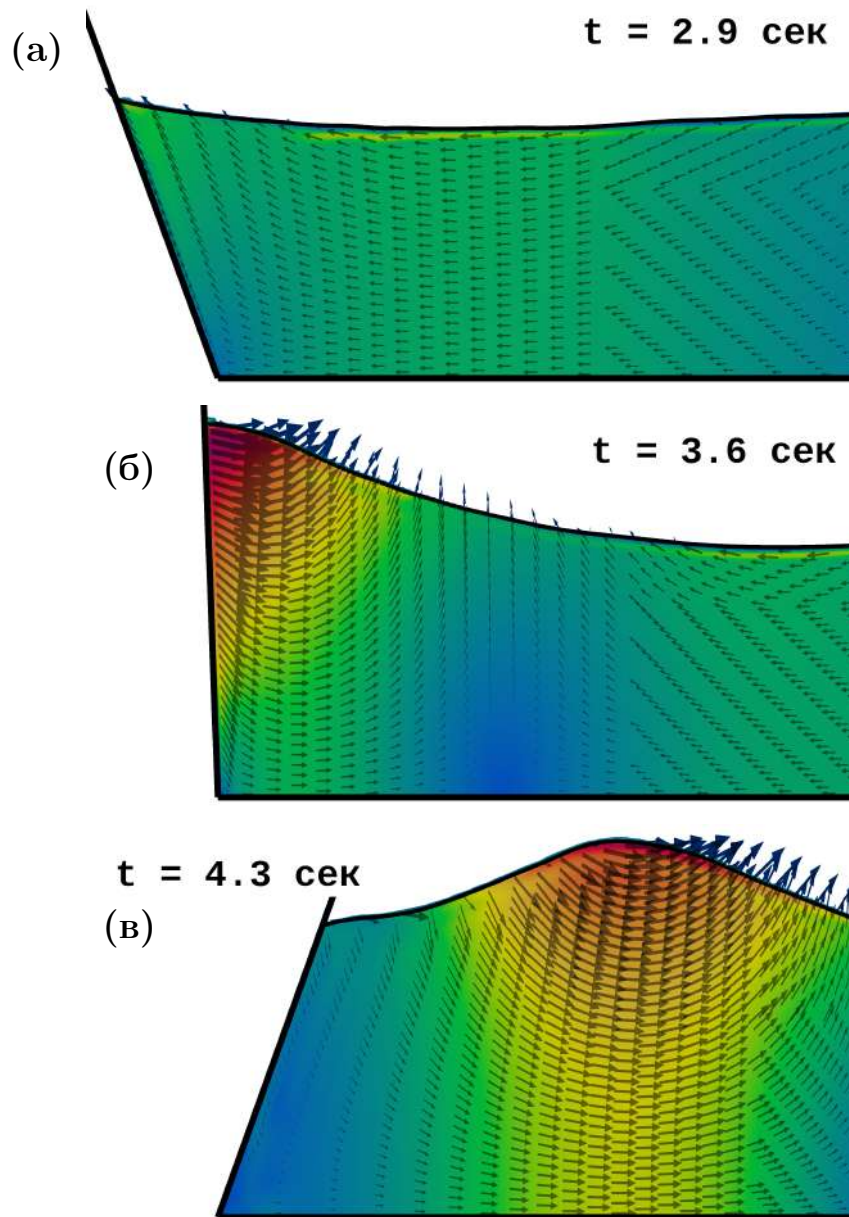 (а)
t = 2.9 сек
(б)
t = 3.6 сек
t = 4.3 сек
(в)